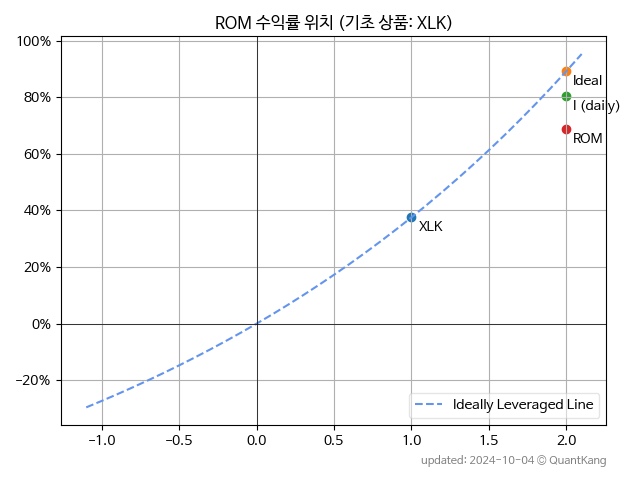 ROM 수익률 위치 (기초 상품: XLK)
100%
80%
60%
40%
20%
0%
−20%
Ideal
I (daily)
ROM
XLK
Ideally Leveraged Line
−1.0 −0.5 0.0 0.5 1.0 1.5 2.0
updated: 2024-10-04 © QuantKang